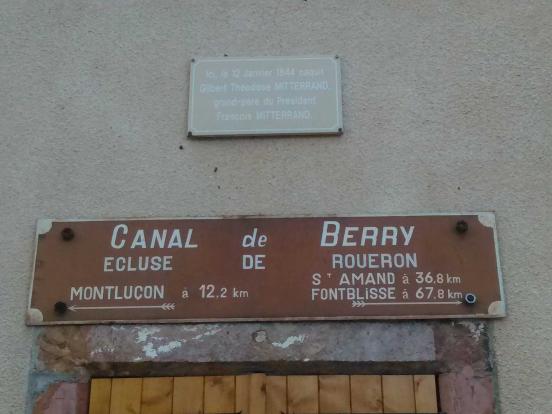 Ici, le 12 Janvier 1844 naquit
Gilbert Théodose MITTERRAND,
grand-père du Président
François MITTERRAND.
CANAL de BERRY
ECLUSE DE ROUERON
MONTLUÇON à 12,2 km
ST AMAND à 36,8 km
FONTBLISSE à 67,8 km